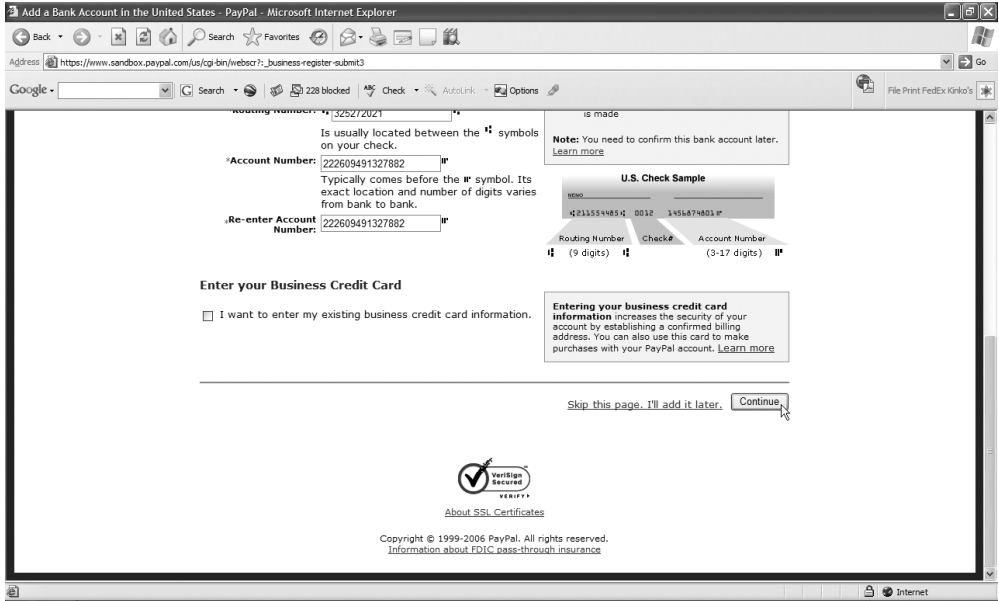 Add a Bank Account in the United States - PayPal - Microsoft Internet Explorer
Back Search Favorites
Address https://www.sandbox.paypal.com/us/cgi-bin/webscr?:_business-register-submit3 Go
Google Search 228 blocked ABC Check AutoLink Options File Print FedEx Kinko's
Routing Number: ⑆ 325272021 ⑆
Is usually located between the ⑆ symbols
on your check.
*Account Number: 222609491327882 ⑈
Typically comes before the ⑈ symbol. Its
exact location and number of digits varies
from bank to bank.
*Re-enter Account
Number: 222609491327882 ⑈
is made
Note: You need to confirm this bank account later.
Learn more
U.S. Check Sample
MEMO
⑆211554485⑆ 0012 1456874801⑈
Routing Number Check# Account Number
⑆ (9 digits) ⑆ (3-17 digits) ⑈
Enter your Business Credit Card
I want to enter my existing business credit card information.
Entering your business credit card
information increases the security of your
account by establishing a confirmed billing
address. You can also use this card to make
purchases with your PayPal account. Learn more
Skip this page. I'll add it later. Continue
VeriSign
Secured
VERIFY
About SSL Certificates
Copyright © 1999-2006 PayPal. All rights reserved.
Information about FDIC pass-through insurance
Internet